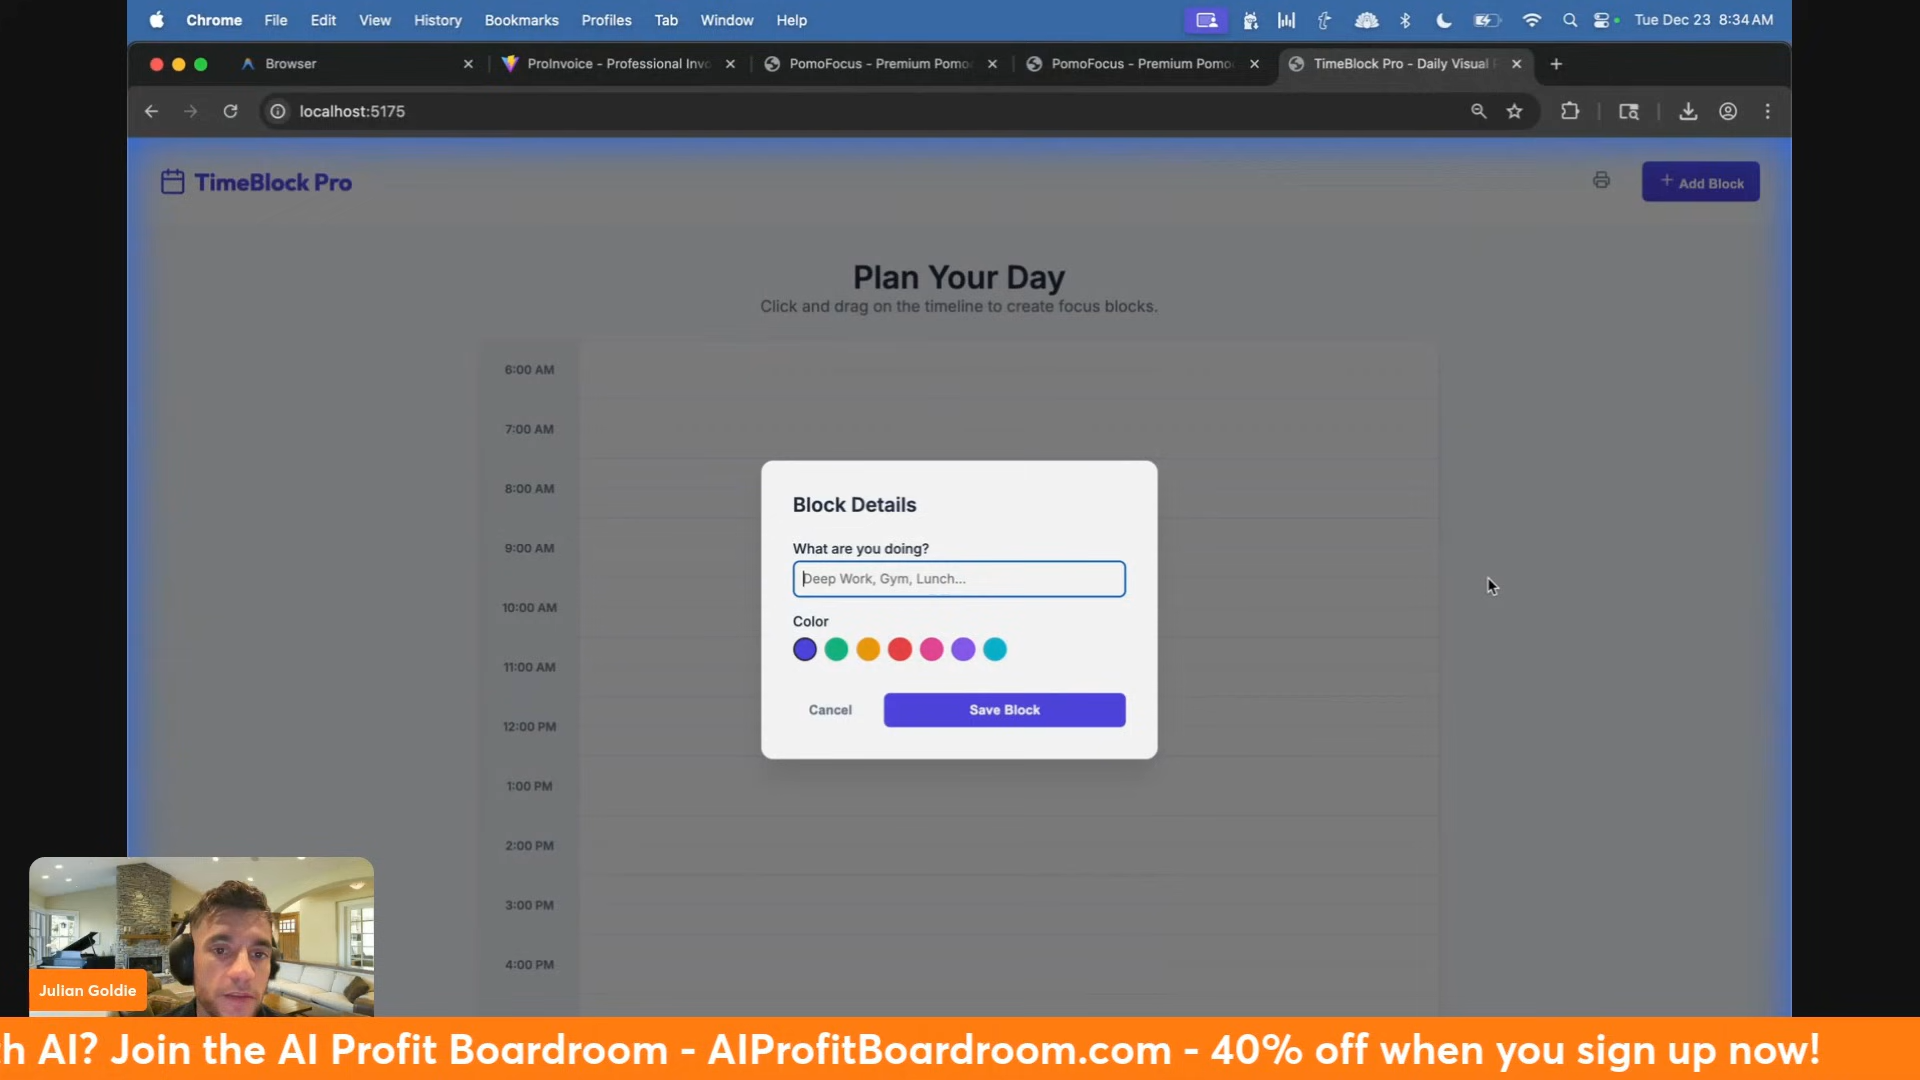 Chrome File Edit View History Bookmarks Profiles Tab Window Help Tue Dec 23 8:34 AM
Browser ProInvoice - Professional Invo PomoFocus - Premium Pomo PomoFocus - Premium Pomo TimeBlock Pro - Daily Visual
localhost:5175
TimeBlock Pro
+ Add Block
Plan Your Day
Click and drag on the timeline to create focus blocks.
6:00 AM
7:00 AM
8:00 AM
9:00 AM
10:00 AM
11:00 AM
12:00 PM
1:00 PM
2:00 PM
3:00 PM
4:00 PM
Block Details
What are you doing?
Deep Work, Gym, Lunch...
Color
Cancel Save Block
Julian Goldie
h AI? Join the AI Profit Boardroom - AIProfitBoardroom.com - 40% off when you sign up now!